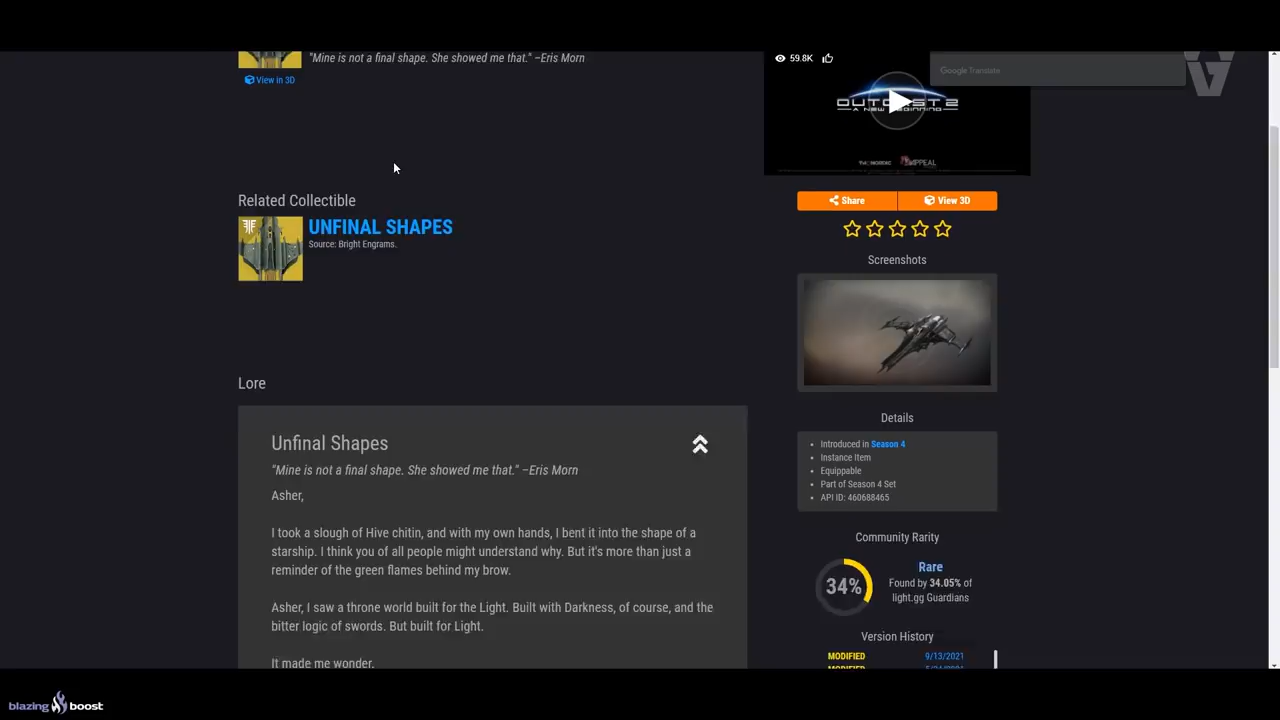 "Mine is not a final shape. She showed me that." –Eris Morn
View in 3D
59.8K
Google Translate
OUTCAST 2
A NEW BEGINNING
Related Collectible
UNFINAL SHAPES
Source: Bright Engrams.
Share
View 3D
Screenshots
Lore
Unfinal Shapes
"Mine is not a final shape. She showed me that." –Eris Morn
Asher,
I took a slough of Hive chitin, and with my own hands, I bent it into the shape of a
starship. I think you of all people might understand why. But it's more than just a
reminder of the green flames behind my brow.
Asher, I saw a throne world built for the Light. Built with Darkness, of course, and the
bitter logic of swords. But built for Light.
It made me wonder.
Details
Introduced in Season 4
Instance Item
Equippable
Part of Season 4 Set
API ID: 460688465
Community Rarity
34%
Rare
Found by 34.05% of
light.gg Guardians
Version History
MODIFIED 9/13/2021
MODIFIED
blazing boost